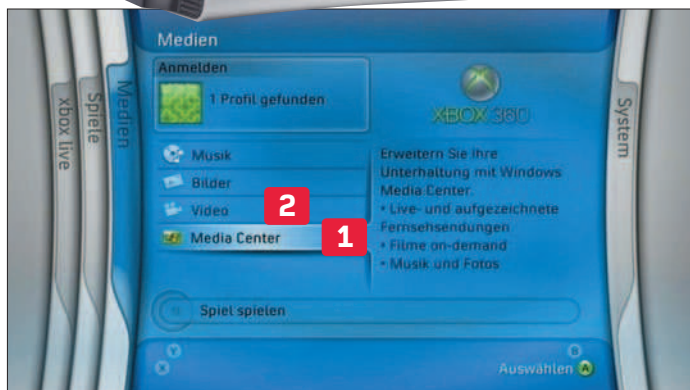 Medien
Anmelden
1 Profil gefunden
XBOX 360
xbox live
Spiele
Medien
System
Musik
Bilder
Video
2
Media Center
1
Erweitern Sie Ihre
Unterhaltung mit Windows
Media Center.
• Live- und aufgezeichnete
Fernsehsendungen
• Filme on-demand
• Musik und Fotos
Spiel spielen
Y
X
B
Auswählen A